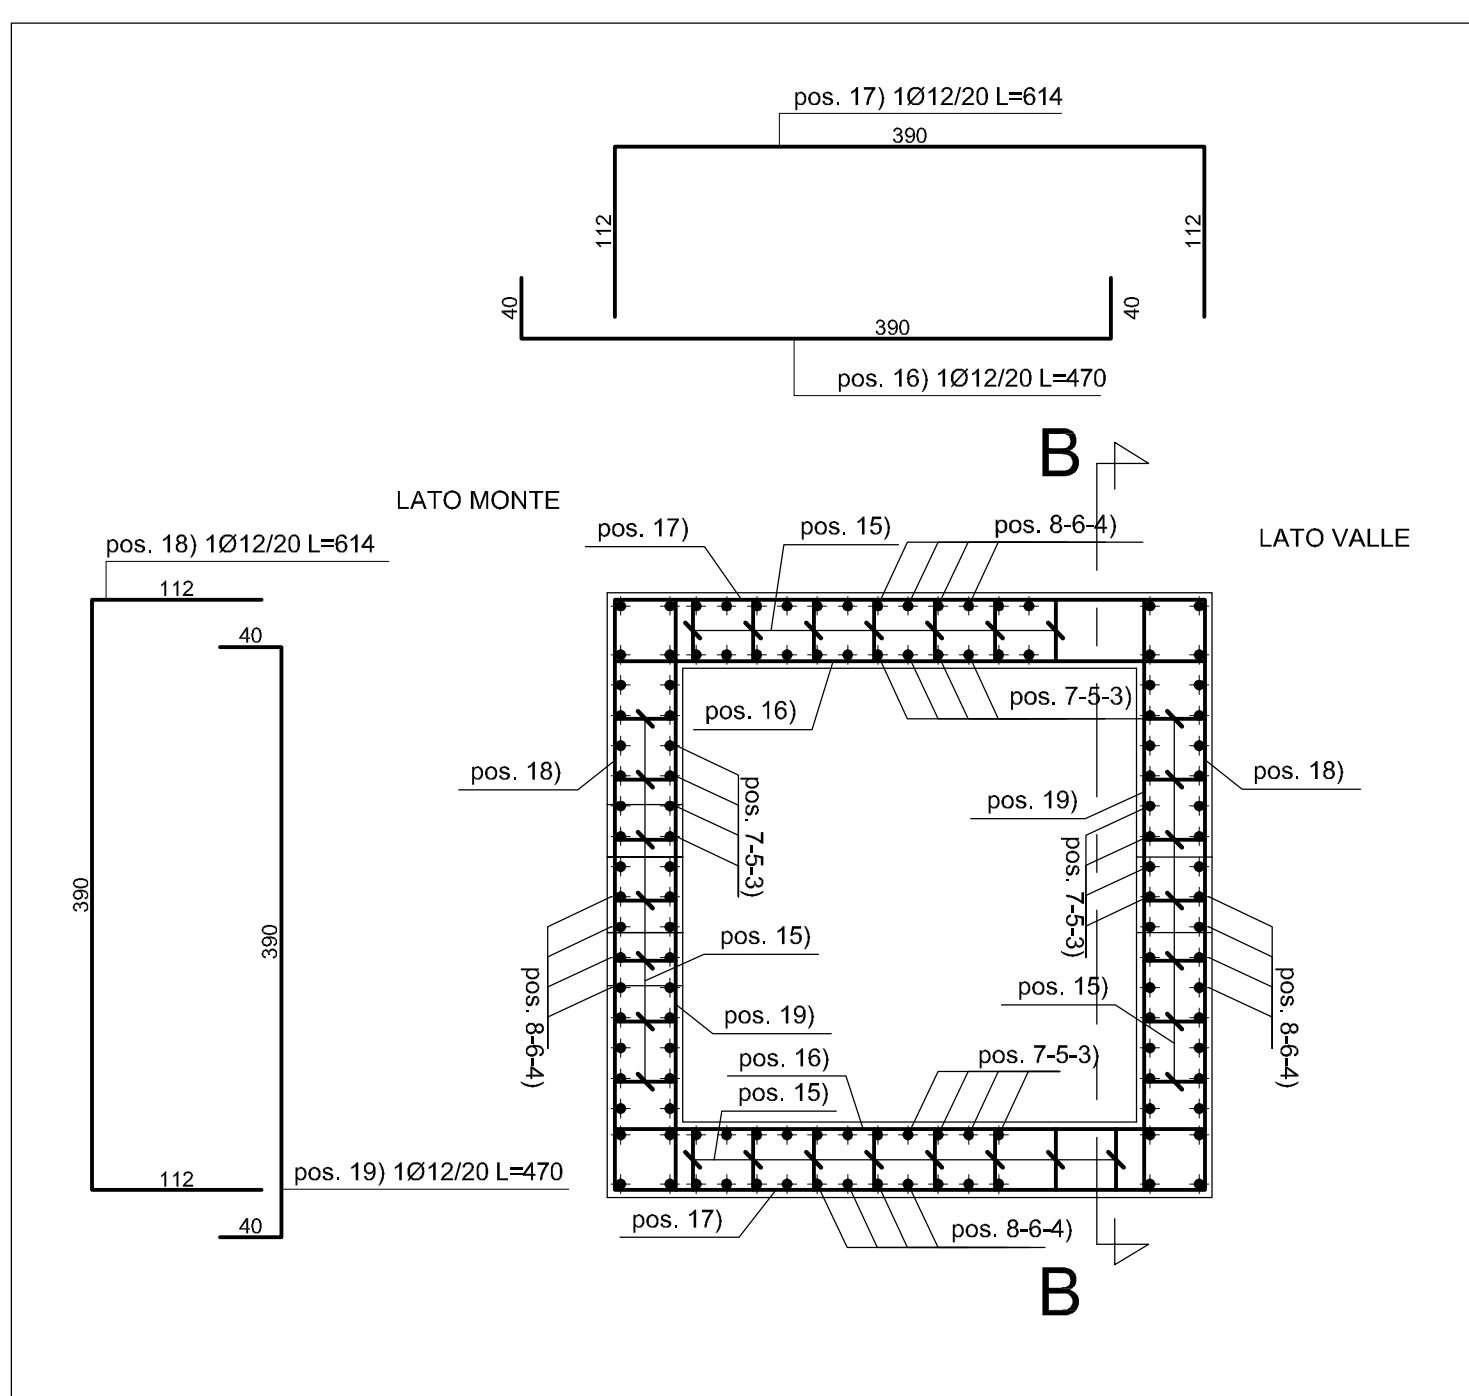 pos. 17) 1Ø12/20 L=614
390
112
112
40
40
390
pos. 16) 1Ø12/20 L=470
B
LATO MONTE
LATO VALLE
pos. 18) 1Ø12/20 L=614
112
40
390
390
112
40
pos. 19) 1Ø12/20 L=470
pos. 17)
pos. 15)
pos. 8-6-4)
pos. 16)
pos. 7-5-3)
pos. 18)
pos. 18)
pos. 19)
pos. 7-5-3)
pos. 7-5-3)
pos. 15)
pos. 15)
pos. 8-6-4)
pos. 8-6-4)
pos. 19)
pos. 16)
pos. 7-5-3)
pos. 15)
pos. 17)
pos. 8-6-4)
B